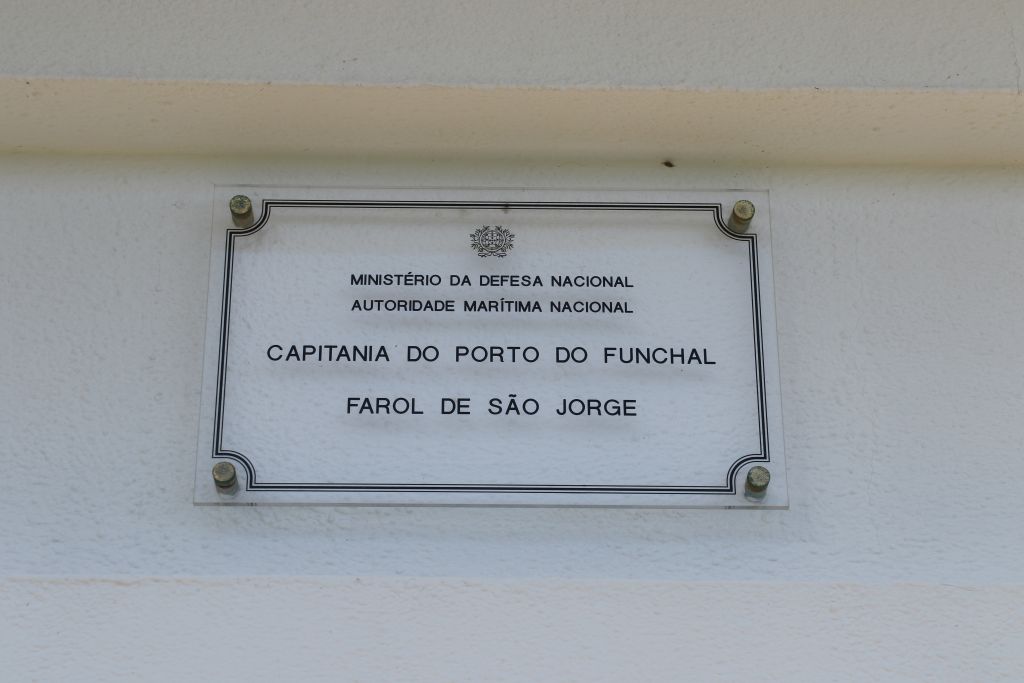 MINISTÉRIO DA DEFESA NACIONAL
AUTORIDADE MARÍTIMA NACIONAL
CAPITANIA DO PORTO DO FUNCHAL
FAROL DE SÃO JORGE